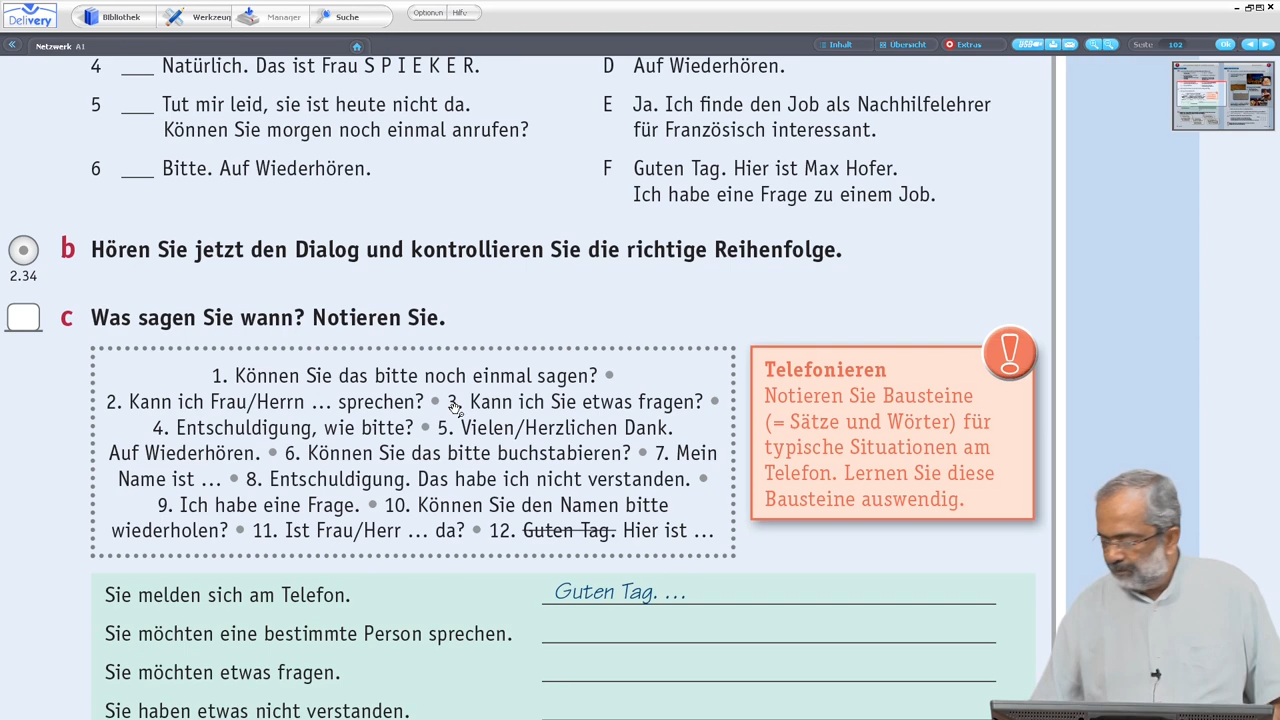 Delivery
Bibliothek Werkzeug Manager Suche Optionen Hilfe
Netzwerk A1 Inhalt Übersicht Extras USB Seite 102 Ok
4 ___ Natürlich. Das ist Frau S P I E K E R. D Auf Wiederhören.
5 ___ Tut mir leid, sie ist heute nicht da. E Ja. Ich finde den Job als Nachhilfelehrer
Können Sie morgen noch einmal anrufen? für Französisch interessant.
6 ___ Bitte. Auf Wiederhören. F Guten Tag. Hier ist Max Hofer.
Ich habe eine Frage zu einem Job.
b Hören Sie jetzt den Dialog und kontrollieren Sie die richtige Reihenfolge.
2.34
c Was sagen Sie wann? Notieren Sie.
1. Können Sie das bitte noch einmal sagen? •
2. Kann ich Frau/Herrn ... sprechen? • 3. Kann ich Sie etwas fragen? •
4. Entschuldigung, wie bitte? • 5. Vielen/Herzlichen Dank.
Auf Wiederhören. • 6. Können Sie das bitte buchstabieren? • 7. Mein
Name ist ... • 8. Entschuldigung. Das habe ich nicht verstanden. •
9. Ich habe eine Frage. • 10. Können Sie den Namen bitte
wiederholen? • 11. Ist Frau/Herr ... da? • 12. Guten Tag. Hier ist ...
Telefonieren
Notieren Sie Bausteine
(= Sätze und Wörter) für
typische Situationen am
Telefon. Lernen Sie diese
Bausteine auswendig.
Sie melden sich am Telefon. Guten Tag. ...
Sie möchten eine bestimmte Person sprechen.
Sie möchten etwas fragen.
Sie haben etwas nicht verstanden.